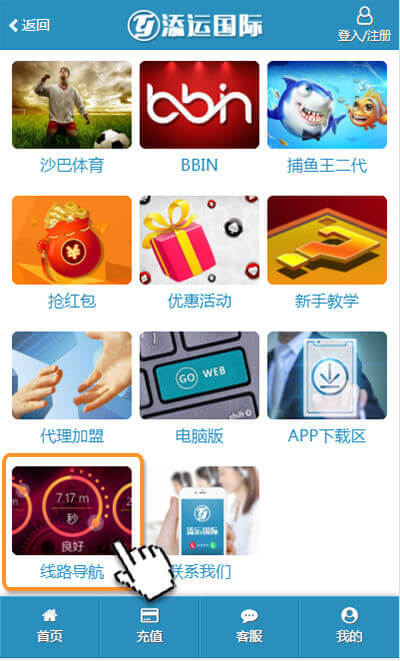 返回
TY 添运国际
登入/注册
bbin
沙巴体育
BBIN
捕鱼王二代
¥
抢红包
优惠活动
新手教学
GO WEB
shift
代理加盟
电脑版
APP下载区
7.17 m
秒
良好
添运国际
线路导航
联系我们
首页
充值
客服
我的